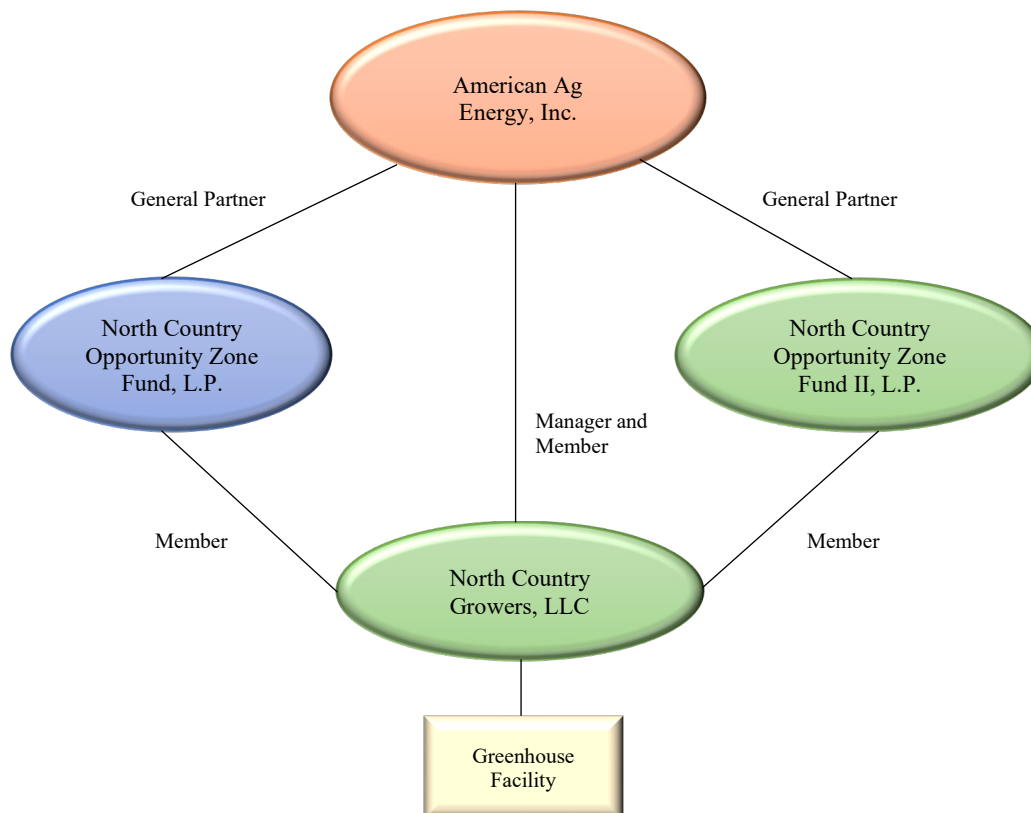 American Ag
Energy, Inc.
General Partner
General Partner
North Country
Opportunity Zone
Fund, L.P.
North Country
Opportunity Zone
Fund II, L.P.
Manager and
Member
Member
Member
North Country
Growers, LLC
Greenhouse
Facility